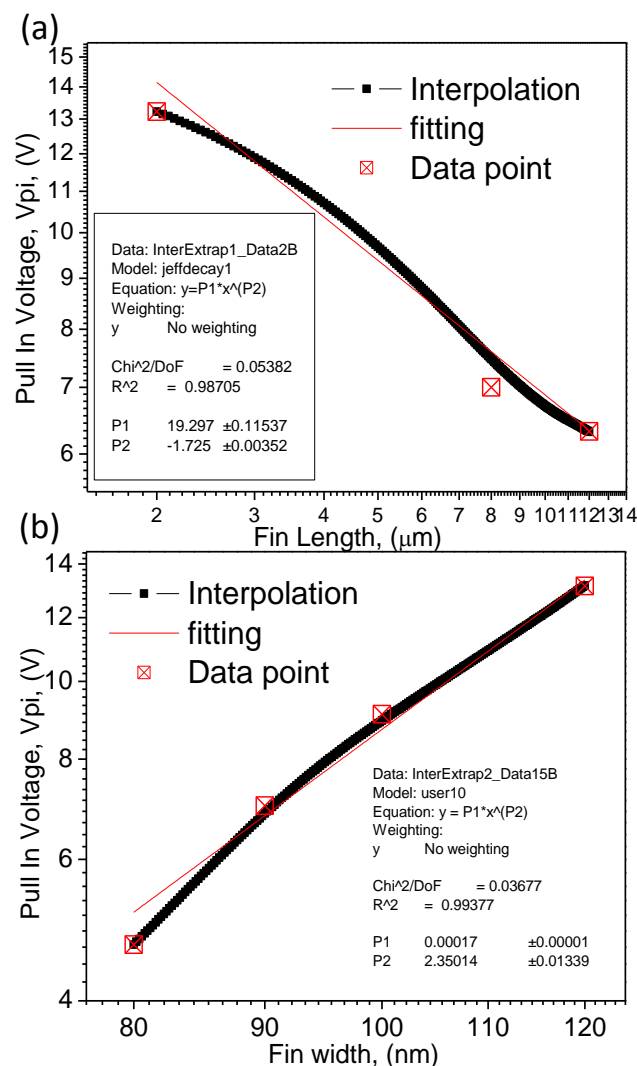 (a)
15
14
13
12
11
10
9
8
7
6
Pull In Voltage, Vpi, (V)
Interpolation
fitting
Data point
Data: InterExtrap1_Data2B
Model: jeffdecay1
Equation: y=P1*x^(P2)
Weighting:
y No weighting
Chi^2/DoF = 0.05382
R^2 = 0.98705
P1 19.297 ±0.11537
P2 -1.725 ±0.00352
2 3 4 5 6 7 8 9 10 11 12 13 14
Fin Length, (μm)
(b)
14
12
10
8
6
4
Pull In Voltage, Vpi, (V)
Interpolation
fitting
Data point
Data: InterExtrap2_Data15B
Model: user10
Equation: y = P1*x^(P2)
Weighting:
y No weighting
Chi^2/DoF = 0.03677
R^2 = 0.99377
P1 0.00017 ±0.00001
P2 2.35014 ±0.01339
80 90 100 110 120
Fin width, (nm)